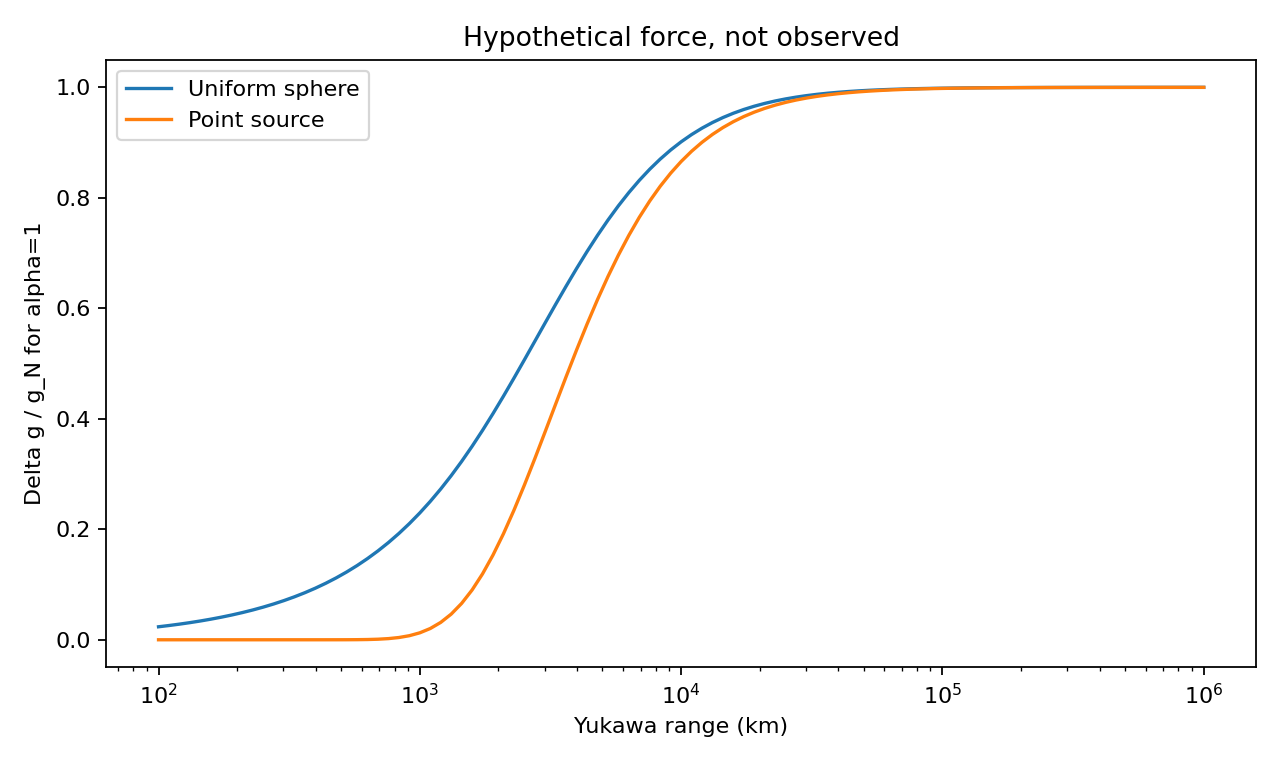 Hypothetical force, not observed
Uniform sphere
Point source
Delta g / g_N for alpha=1
1.0
0.8
0.6
0.4
0.2
0.0
10²
10³
10⁴
10⁵
10⁶
Yukawa range (km)